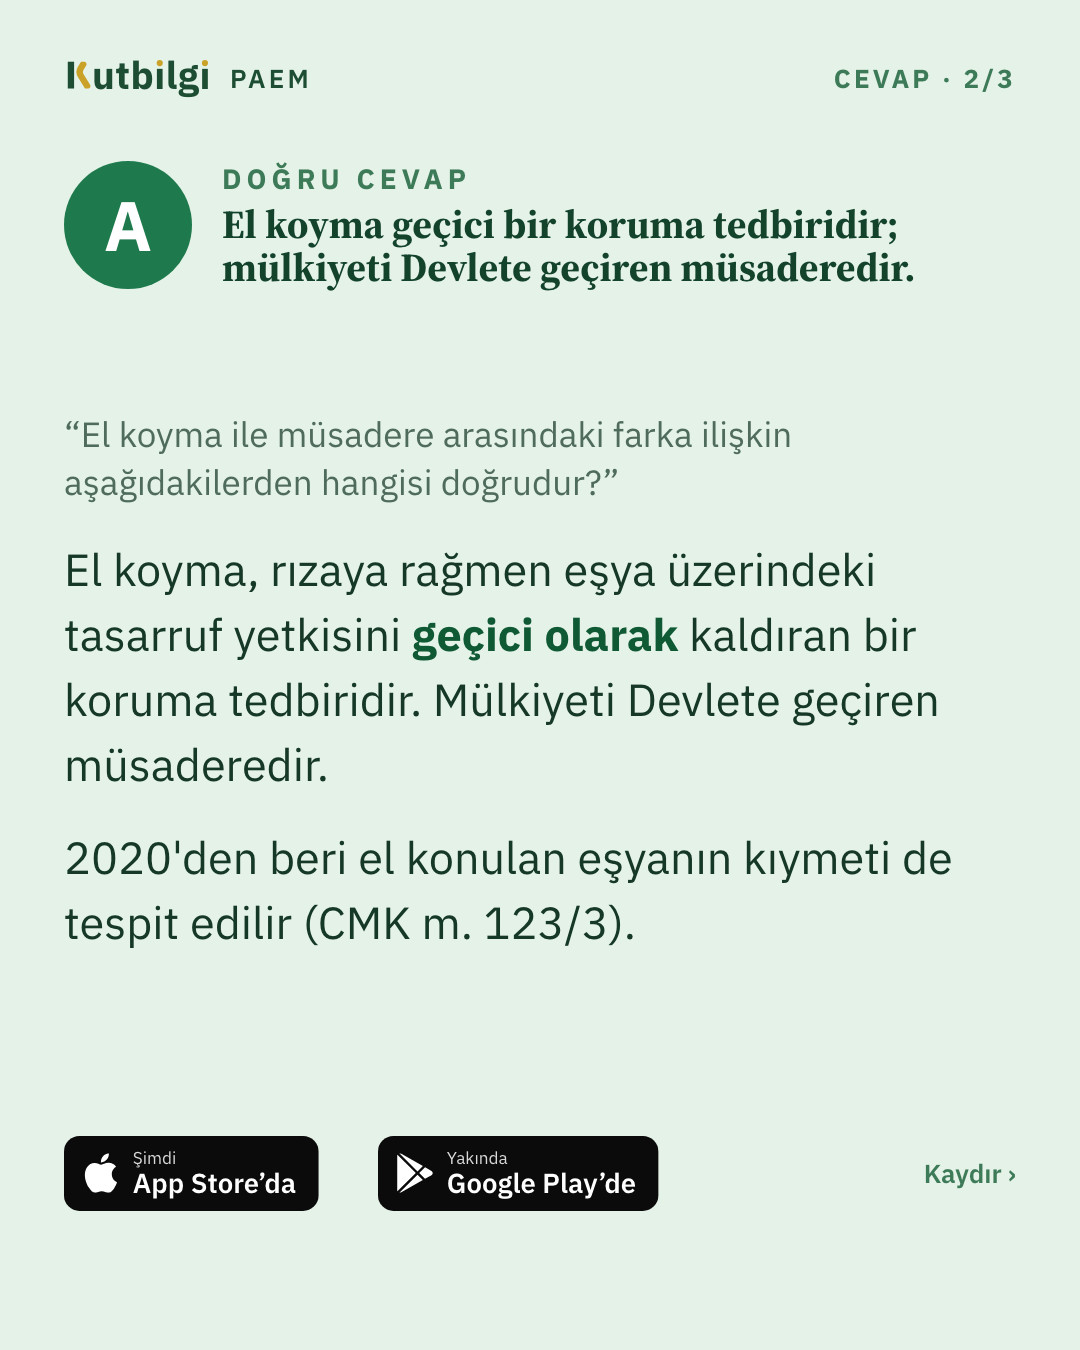 Kutbilgi PAEM
CEVAP · 2/3
A
DOĞRU CEVAP
El koyma geçici bir koruma tedbiridir;
mülkiyeti Devlete geçiren müsaderedir.
“El koyma ile müsadere arasındaki farka ilişkin
aşağıdakilerden hangisi doğrudur?”
El koyma, rızaya rağmen eşya üzerindeki
tasarruf yetkisini geçici olarak kaldıran bir
koruma tedbiridir. Mülkiyeti Devlete geçiren
müsaderedir.
2020'den beri el konulan eşyanın kıymeti de
tespit edilir (CMK m. 123/3).
Şimdi
App Store’da
Yakında
Google Play’de
Kaydır ›